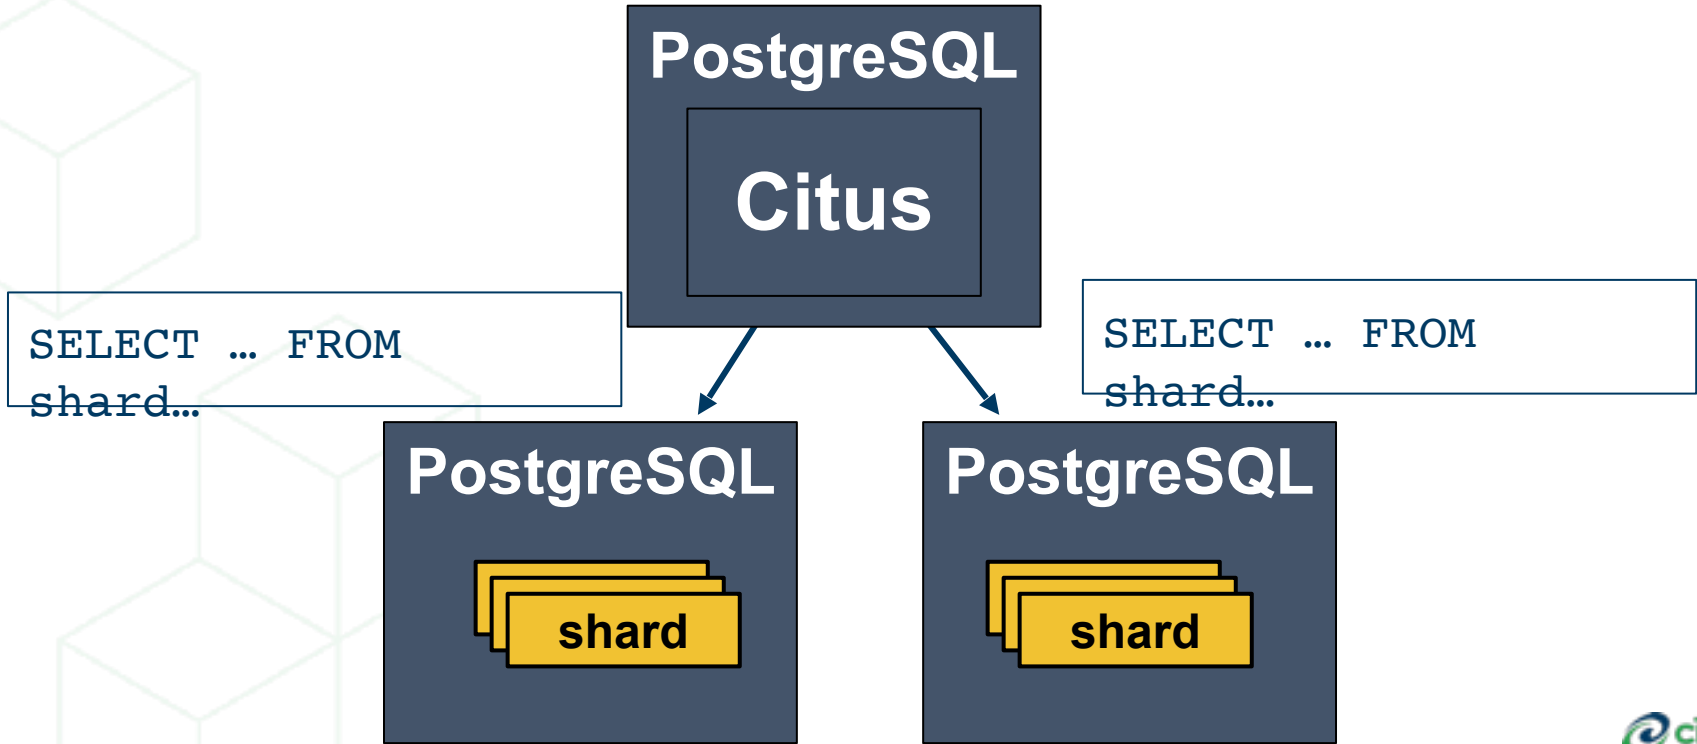 PostgreSQL
Citus
SELECT … FROM
shard…
SELECT … FROM
shard…
PostgreSQL
PostgreSQL
shard
shard